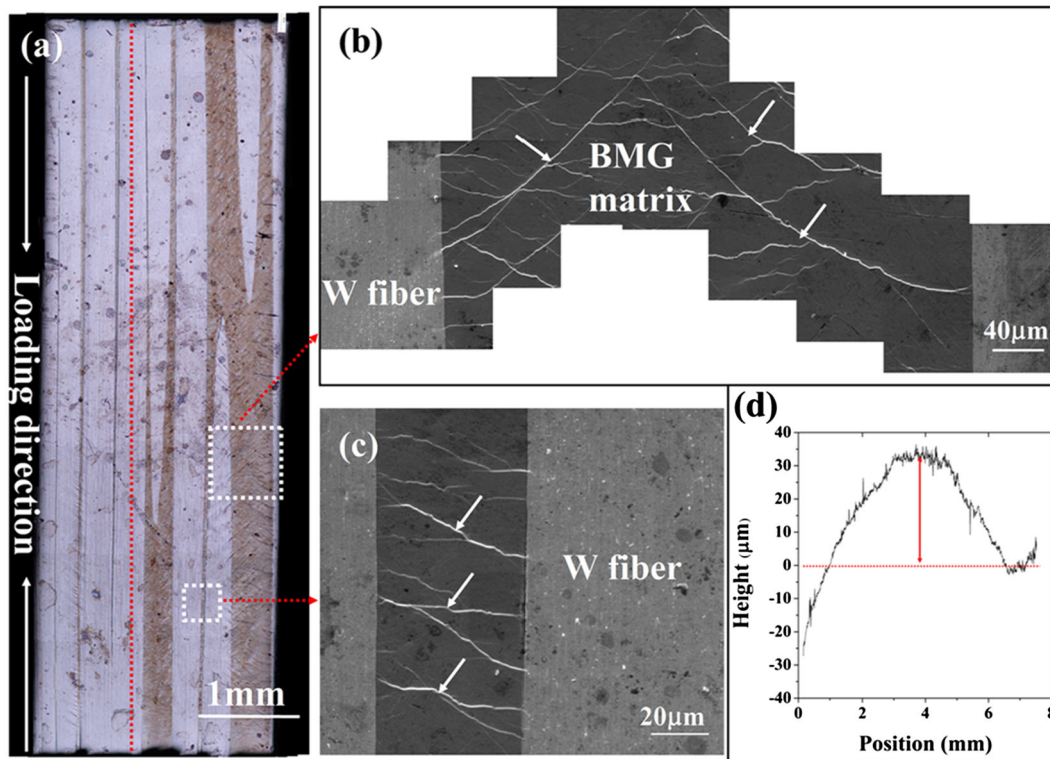 (a)
Loading direction
1mm
(b)
BMG
matrix
W fiber
40μm
(c)
W fiber
20μm
(d)
Height (μm)
40
30
20
10
0
-10
-20
-30
-40
0 2 4 6 8
Position (mm)